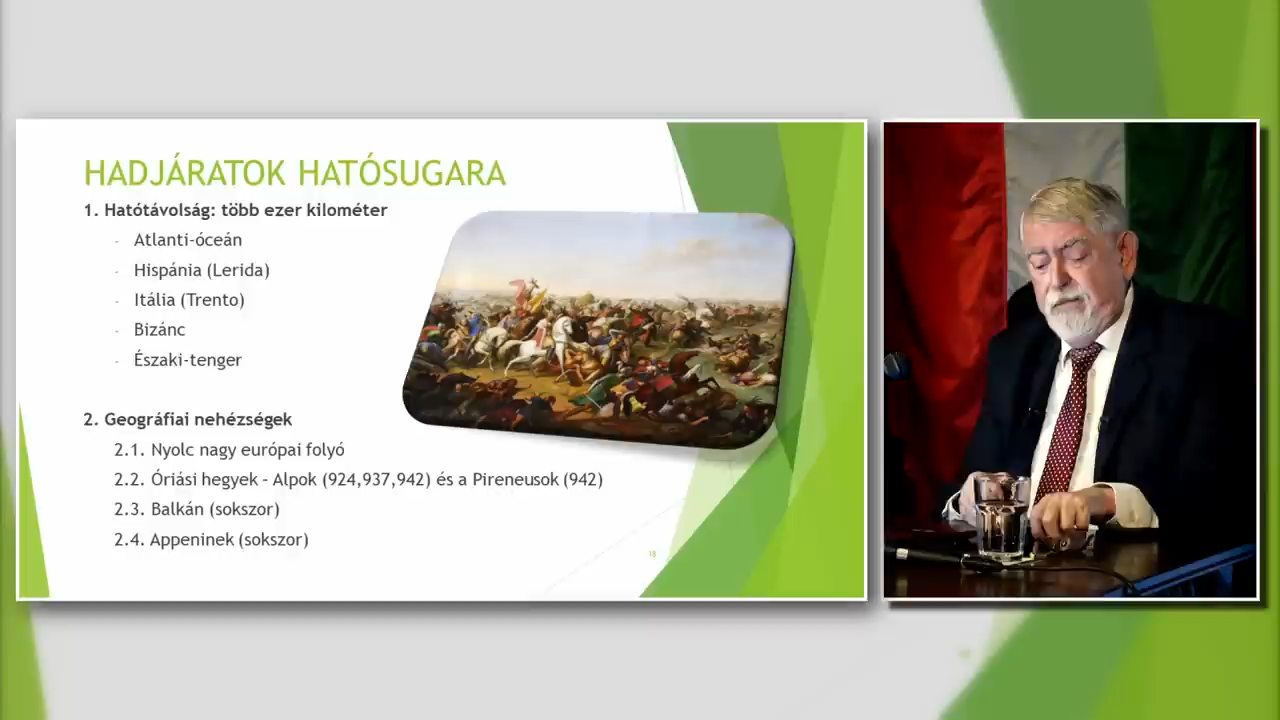 HADJÁRATOK HATÓSUGARA
1. Hatótávolság: több ezer kilométer
- Atlanti-óceán
- Hispánia (Lerida)
- Itália (Trento)
- Bizánc
- Északi-tenger
2. Geográfiai nehézségek
2.1. Nyolc nagy európai folyó
2.2. Óriási hegyek – Alpok (924,937,942) és a Pireneusok (942)
2.3. Balkán (sokszor)
2.4. Appeninek (sokszor)
18